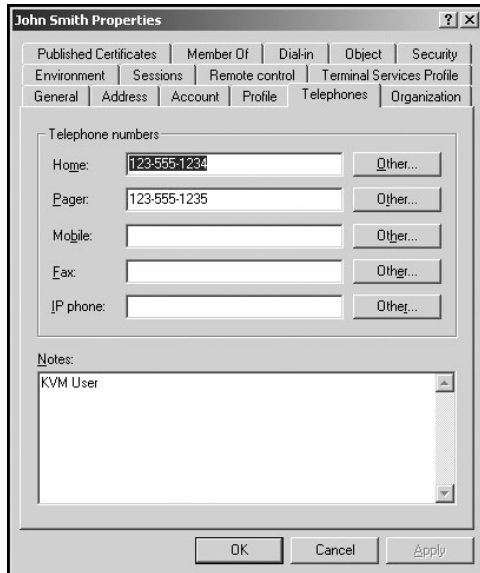 John Smith Properties
Published Certificates Member Of Dial-in Object Security
Environment Sessions Remote control Terminal Services Profile
General Address Account Profile Telephones Organization
Telephone numbers
Home: 123-555-1234 Other...
Pager: 123-555-1235 Other...
Mobile: Other...
Fax: Other...
IP phone: Other...
Notes:
KVM User
OK Cancel Apply